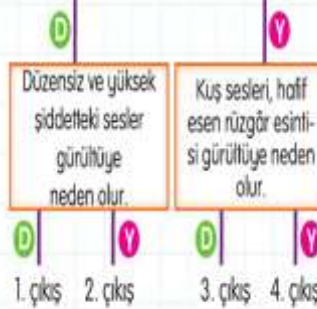 D
Y
Düzensiz ve yüksek
şiddetteki sesler
gürültüye
neden olur.
Kuş sesleri, hafif
esen rüzgâr esinti-
si gürültüye neden
olur.
D
Y
D
Y
1. çıkış
2. çıkış
3. çıkış
4. çıkış